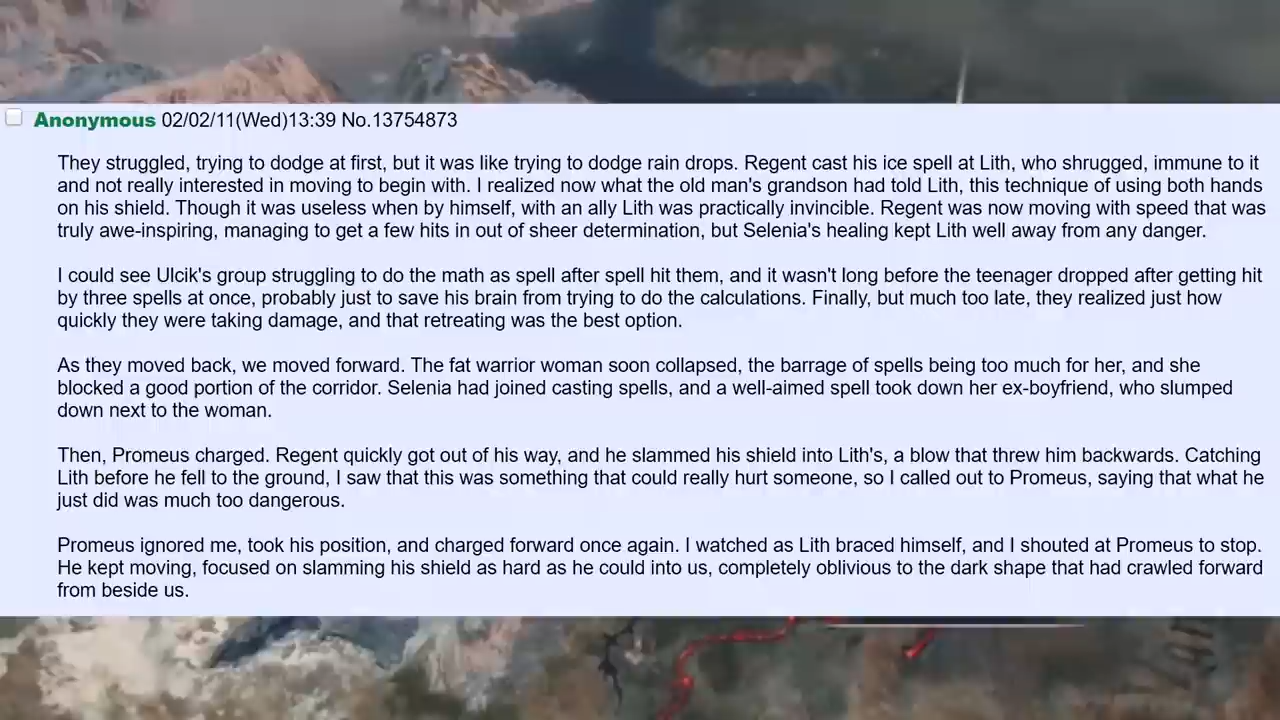 Anonymous 02/02/11(Wed)13:39 No.13754873
They struggled, trying to dodge at first, but it was like trying to dodge rain drops. Regent cast his ice spell at Lith, who shrugged, immune to it
and not really interested in moving to begin with. I realized now what the old man's grandson had told Lith, this technique of using both hands
on his shield. Though it was useless when by himself, with an ally Lith was practically invincible. Regent was now moving with speed that was
truly awe-inspiring, managing to get a few hits in out of sheer determination, but Selenia's healing kept Lith well away from any danger.
I could see Ulcik's group struggling to do the math as spell after spell hit them, and it wasn't long before the teenager dropped after getting hit
by three spells at once, probably just to save his brain from trying to do the calculations. Finally, but much too late, they realized just how
quickly they were taking damage, and that retreating was the best option.
As they moved back, we moved forward. The fat warrior woman soon collapsed, the barrage of spells being too much for her, and she
blocked a good portion of the corridor. Selenia had joined casting spells, and a well-aimed spell took down her ex-boyfriend, who slumped
down next to the woman.
Then, Promeus charged. Regent quickly got out of his way, and he slammed his shield into Lith's, a blow that threw him backwards. Catching
Lith before he fell to the ground, I saw that this was something that could really hurt someone, so I called out to Promeus, saying that what he
just did was much too dangerous.
Promeus ignored me, took his position, and charged forward once again. I watched as Lith braced himself, and I shouted at Promeus to stop.
He kept moving, focused on slamming his shield as hard as he could into us, completely oblivious to the dark shape that had crawled forward
from beside us.